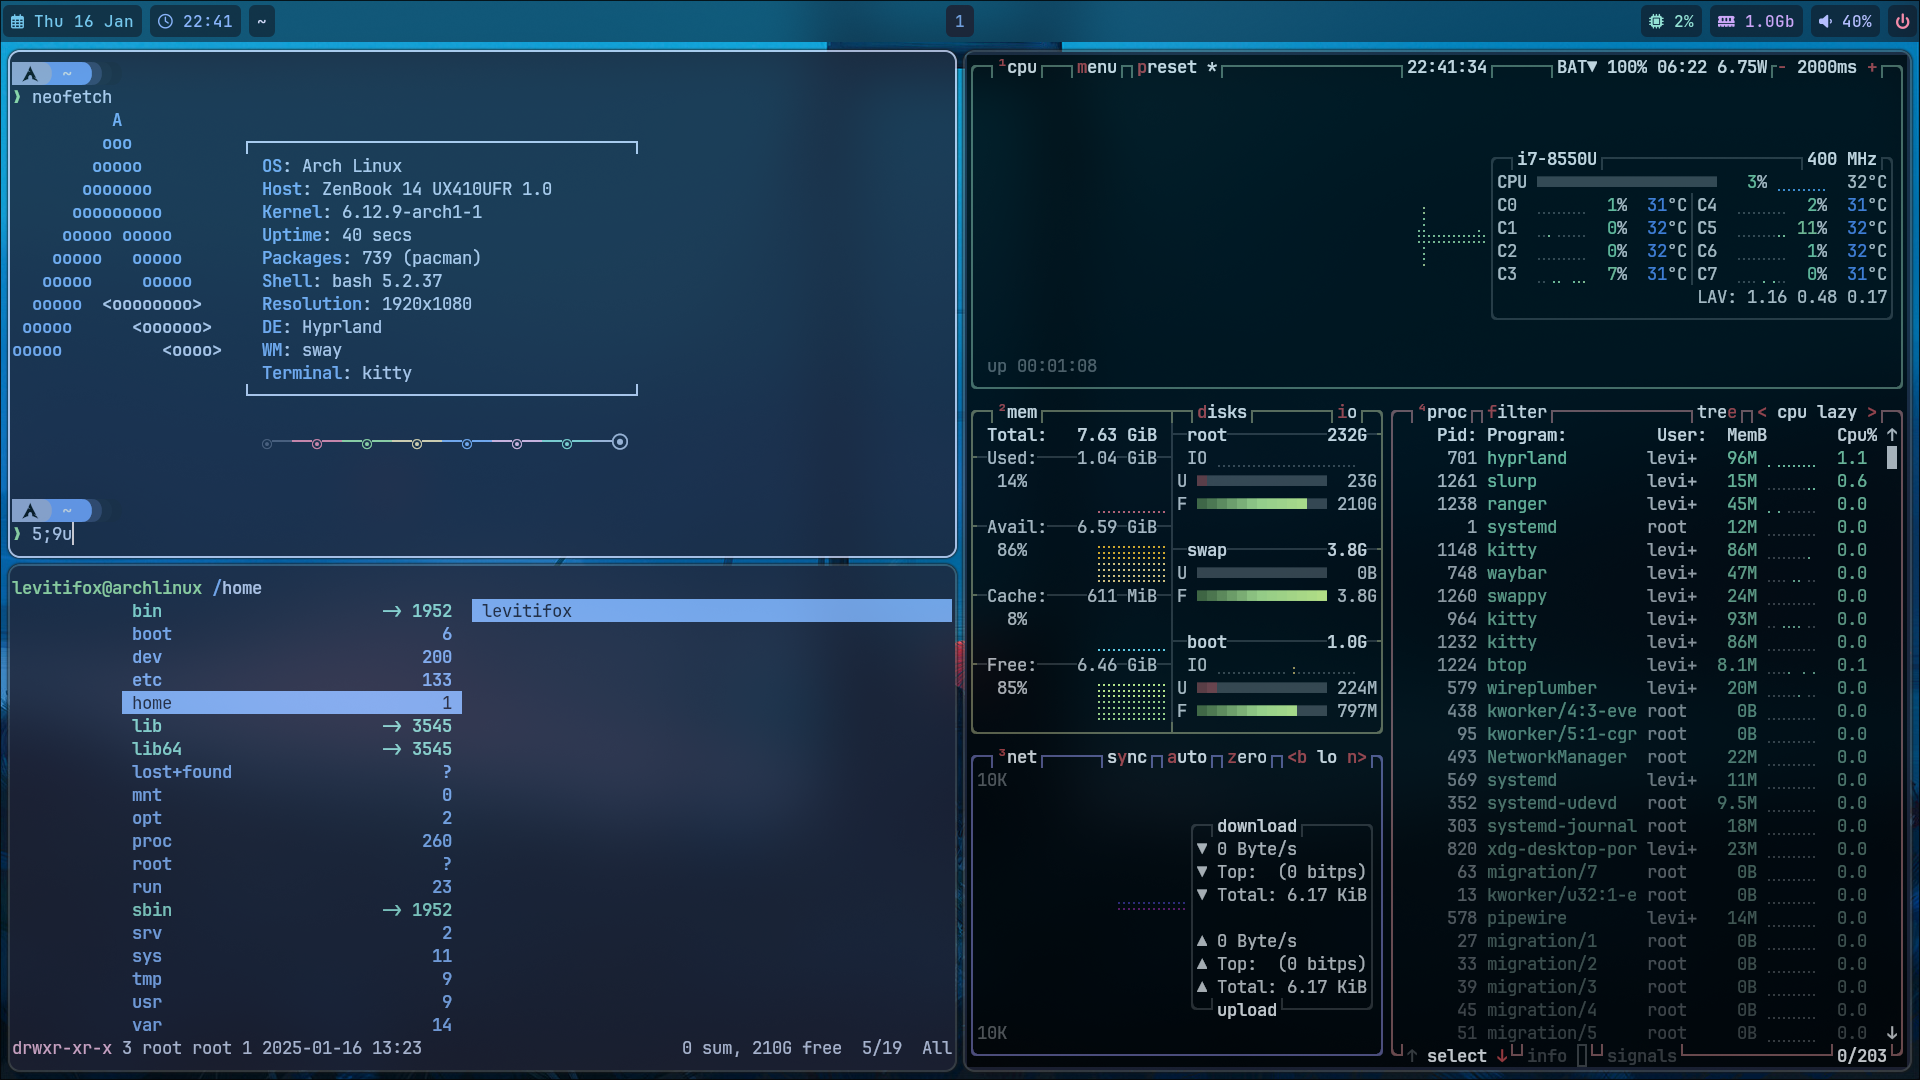 Thu 16 Jan 22:41 ~ 1 2% 1.0Gb 40%
~
❯ neofetch
A
ooo
ooooo
ooooooo
ooooooooo
ooooo ooooo
ooooo ooooo
ooooo ooooo
ooooo <oooooooo>
ooooo <oooooo>
ooooo <oooo>
OS: Arch Linux
Host: ZenBook 14 UX410UFR 1.0
Kernel: 6.12.9-arch1-1
Uptime: 40 secs
Packages: 739 (pacman)
Shell: bash 5.2.37
Resolution: 1920x1080
DE: Hyprland
WM: sway
Terminal: kitty
~
❯ 5;9u
levitifox@archlinux /home
bin -> 1952 levitifox
boot 6
dev 200
etc 133
home 1
lib -> 3545
lib64 -> 3545
lost+found ?
mnt 0
opt 2
proc 260
root ?
run 23
sbin -> 1952
srv 2
sys 11
tmp 9
usr 9
var 14
drwxr-xr-x 3 root root 1 2025-01-16 13:23 0 sum, 210G free 5/19 All
¹cpu menu preset * 22:41:34 BAT▼ 100% 06:22 6.75W - 2000ms +
i7-8550U 400 MHz
CPU 3% 32°C
C0 1% 31°C C4 2% 31°C
C1 0% 32°C C5 11% 32°C
C2 0% 32°C C6 1% 32°C
C3 7% 31°C C7 0% 31°C
LAV: 1.16 0.48 0.17
up 00:01:08
²mem disks io
Total: 7.63 GiB
Used: 1.04 GiB
14%
Avail: 6.59 GiB
86%
Cache: 611 MiB
8%
Free: 6.46 GiB
85%
root 232G
IO
U 23G
F 210G
swap 3.8G
U 0B
F 3.8G
boot 1.0G
IO
U 224M
F 797M
³net sync auto zero <b lo n>
10K
download
▼ 0 Byte/s
▼ Top: (0 bitps)
▼ Total: 6.17 KiB
▲ 0 Byte/s
▲ Top: (0 bitps)
▲ Total: 6.17 KiB
upload
10K
⁴proc filter tree < cpu lazy >
Pid: Program: User: MemB Cpu% ↑
701 hyprland levi+ 96M 1.1
1261 slurp levi+ 15M 0.6
1238 ranger levi+ 45M 0.0
1 systemd root 12M 0.0
1148 kitty levi+ 86M 0.0
748 waybar levi+ 47M 0.0
1260 swappy levi+ 24M 0.0
964 kitty levi+ 93M 0.0
1232 kitty levi+ 86M 0.0
1224 btop levi+ 8.1M 0.1
579 wireplumber levi+ 20M 0.0
438 kworker/4:3-eve root 0B 0.0
95 kworker/5:1-cgr root 0B 0.0
493 NetworkManager root 22M 0.0
569 systemd levi+ 11M 0.0
352 systemd-udevd root 9.5M 0.0
303 systemd-journal root 18M 0.0
820 xdg-desktop-por levi+ 23M 0.0
63 migration/7 root 0B 0.0
13 kworker/u32:1-e root 0B 0.0
578 pipewire levi+ 14M 0.0
27 migration/1 root 0B 0.0
33 migration/2 root 0B 0.0
39 migration/3 root 0B 0.0
45 migration/4 root 0B 0.0
51 migration/5 root 0B 0.0 ↓
↑ select ↓ info signals 0/203